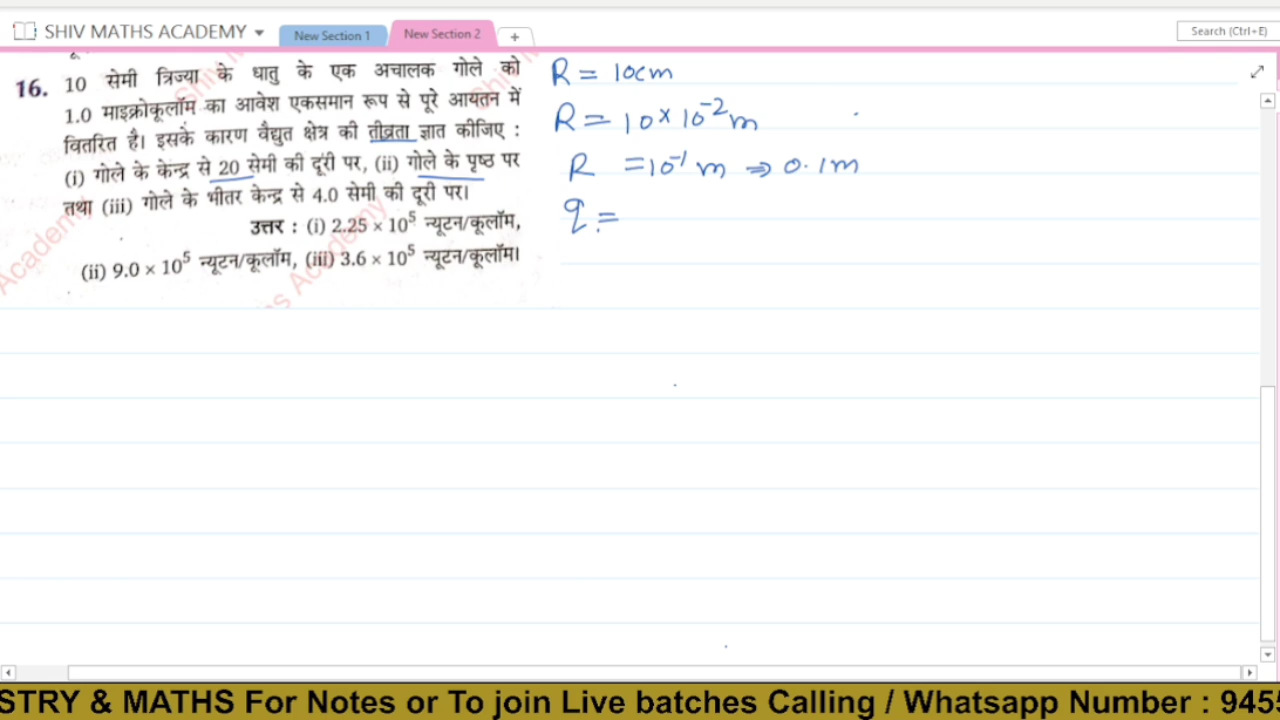 SHIV MATHS ACADEMY
New Section 1
New Section 2
+
Search (Ctrl+E)
16. 10 सेमी त्रिज्या के धातु के एक अचालक गोले को
1.0 माइक्रोकूलॉम का आवेश एकसमान रूप से पूरे आयतन में
वितरित है। इसके कारण वैद्युत क्षेत्र की तीव्रता ज्ञात कीजिए :
(i) गोले के केन्द्र से 20 सेमी की दूरी पर, (ii) गोले के पृष्ठ पर
तथा (iii) गोले के भीतर केन्द्र से 4.0 सेमी की दूरी पर।
उत्तर : (i) 2.25 × 10⁵ न्यूटन/कूलॉम,
(ii) 9.0 × 10⁵ न्यूटन/कूलॉम, (iii) 3.6 × 10⁵ न्यूटन/कूलॉम।
R = 10cm
R = 10 × 10⁻² m
R = 10⁻¹ m ⇒ 0.1m
q =
STRY & MATHS For Notes or To join Live batches Calling / Whatsapp Number : 945